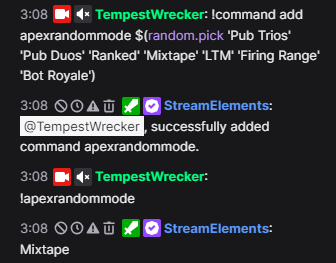 3:08 TempestWrecker: !command add
apexrandommode $(random.pick 'Pub Trios'
'Pub Duos' 'Ranked' 'Mixtape' 'LTM' 'Firing Range'
'Bot Royale')
3:08 StreamElements:
@TempestWrecker, successfully added
command apexrandommode.
3:08 TempestWrecker:
!apexrandommode
3:08 StreamElements:
Mixtape